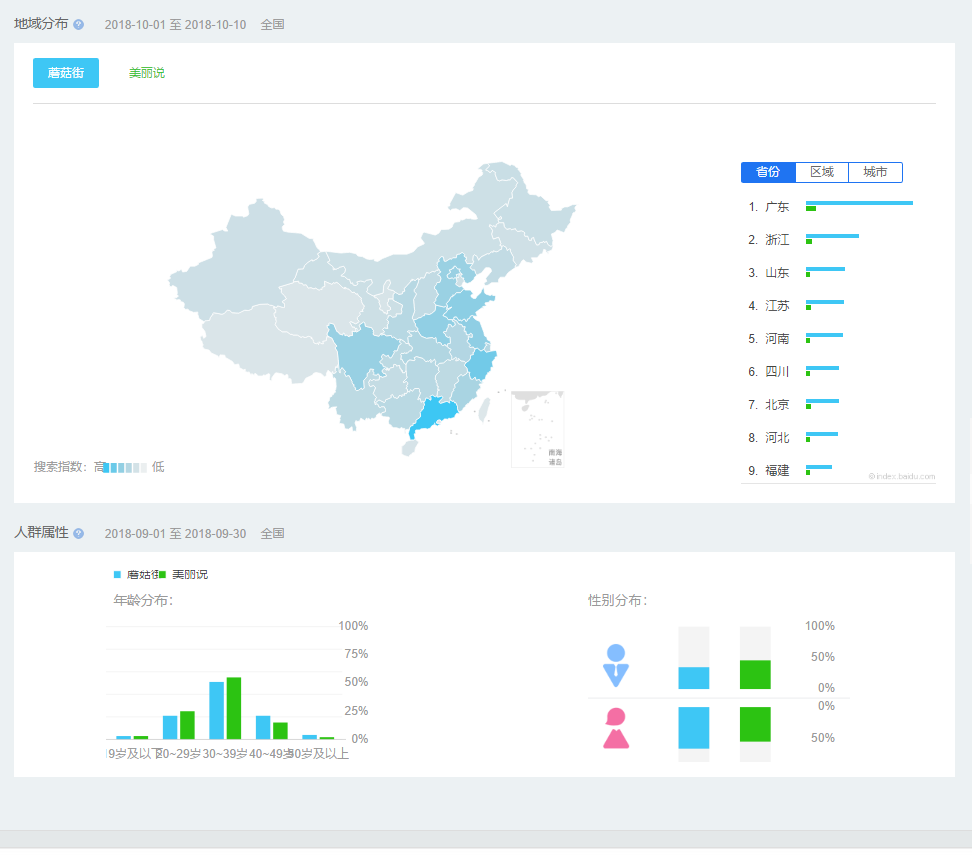 地域分布 ? 2018-10-01 至 2018-10-10 全国
蘑菇街 美丽说
省份 区域 城市
1. 广东
2. 浙江
3. 山东
4. 江苏
5. 河南
6. 四川
7. 北京
8. 河北
9. 福建
南海
诸岛
搜索指数: 高 低
©index.baidu.com
人群属性 ? 2018-09-01 至 2018-09-30 全国
蘑菇街 美丽说
年龄分布:
100%
75%
50%
25%
0%
9岁及以下 20~29岁 30~39岁 40~49岁 50岁及以上
性别分布:
100%
50%
0%
0%
50%